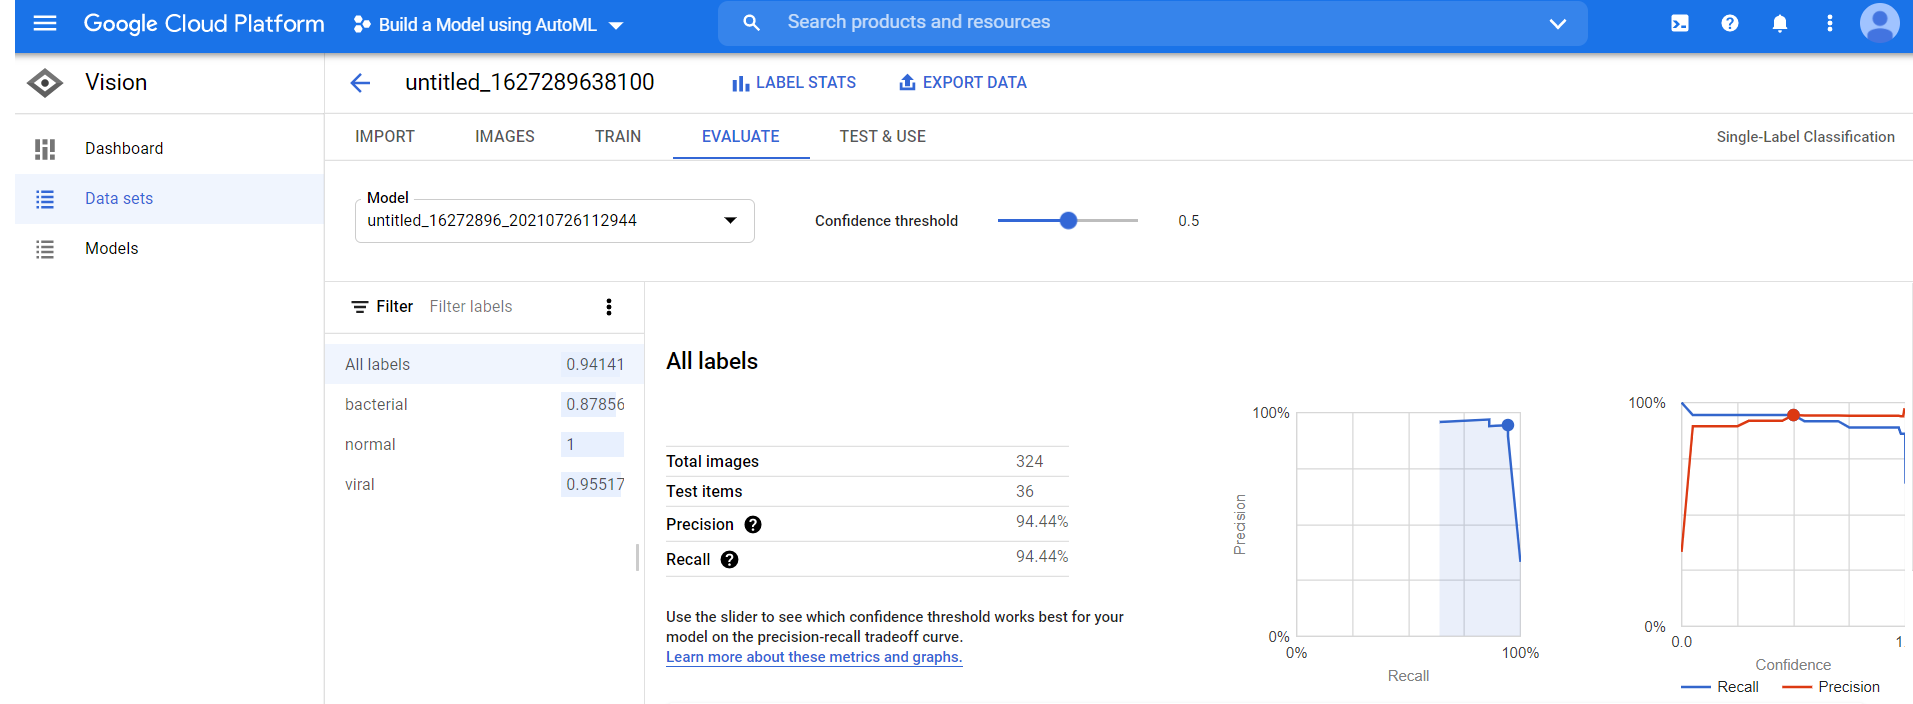 Google Cloud Platform
Build a Model using AutoML
Search products and resources
Vision
untitled_1627289638100
LABEL STATS
EXPORT DATA
Dashboard
Data sets
Models
IMPORT
IMAGES
TRAIN
EVALUATE
TEST & USE
Single-Label Classification
Model
untitled_16272896_20210726112944
Confidence threshold
0.5
Filter
Filter labels
All labels 0.94141
bacterial 0.87856
normal 1
viral 0.95517
All labels
Total images 324
Test items 36
Precision ? 94.44%
Recall ? 94.44%
Use the slider to see which confidence threshold works best for your
model on the precision-recall tradeoff curve.
Learn more about these metrics and graphs.
100%
Precision
0%
0%
100%
Recall
100%
0%
0.0
1.
Confidence
Recall
Precision